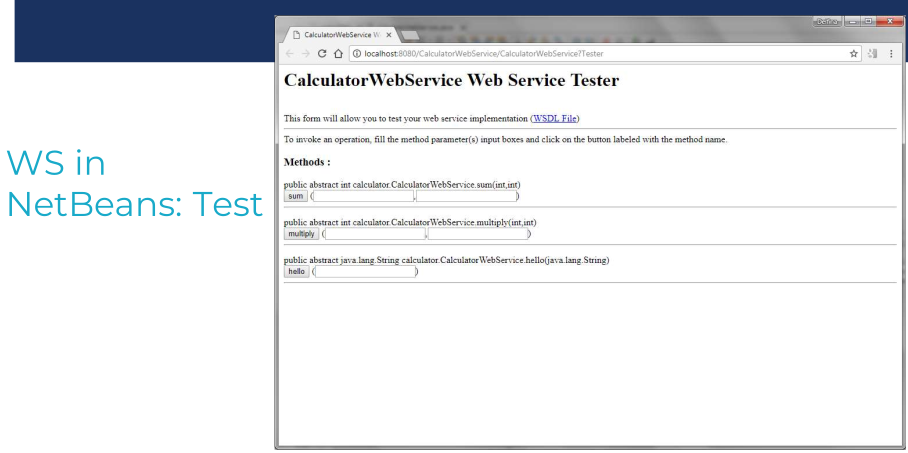 WS in
NetBeans: Test
Delfina
CalculatorWebService W
localhost:8080/CalculatorWebService/CalculatorWebService?Tester
CalculatorWebService Web Service Tester
This form will allow you to test your web service implementation (WSDL File)
To invoke an operation, fill the method parameter(s) input boxes and click on the button labeled with the method name.
Methods :
public abstract int calculator.CalculatorWebService.sum(int,int)
sum ( , )
public abstract int calculator.CalculatorWebService.multiply(int,int)
multiply ( , )
public abstract java.lang.String calculator.CalculatorWebService.hello(java.lang.String)
hello ( )